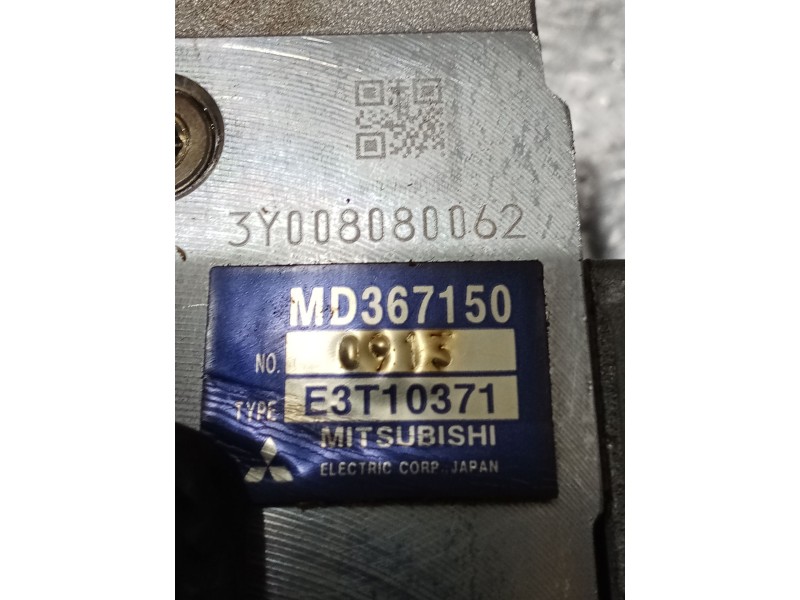 3Y008080062
MD367150
NO. 0913
TYPE E3T10371
MITSUBISHI
ELECTRIC CORP. JAPAN